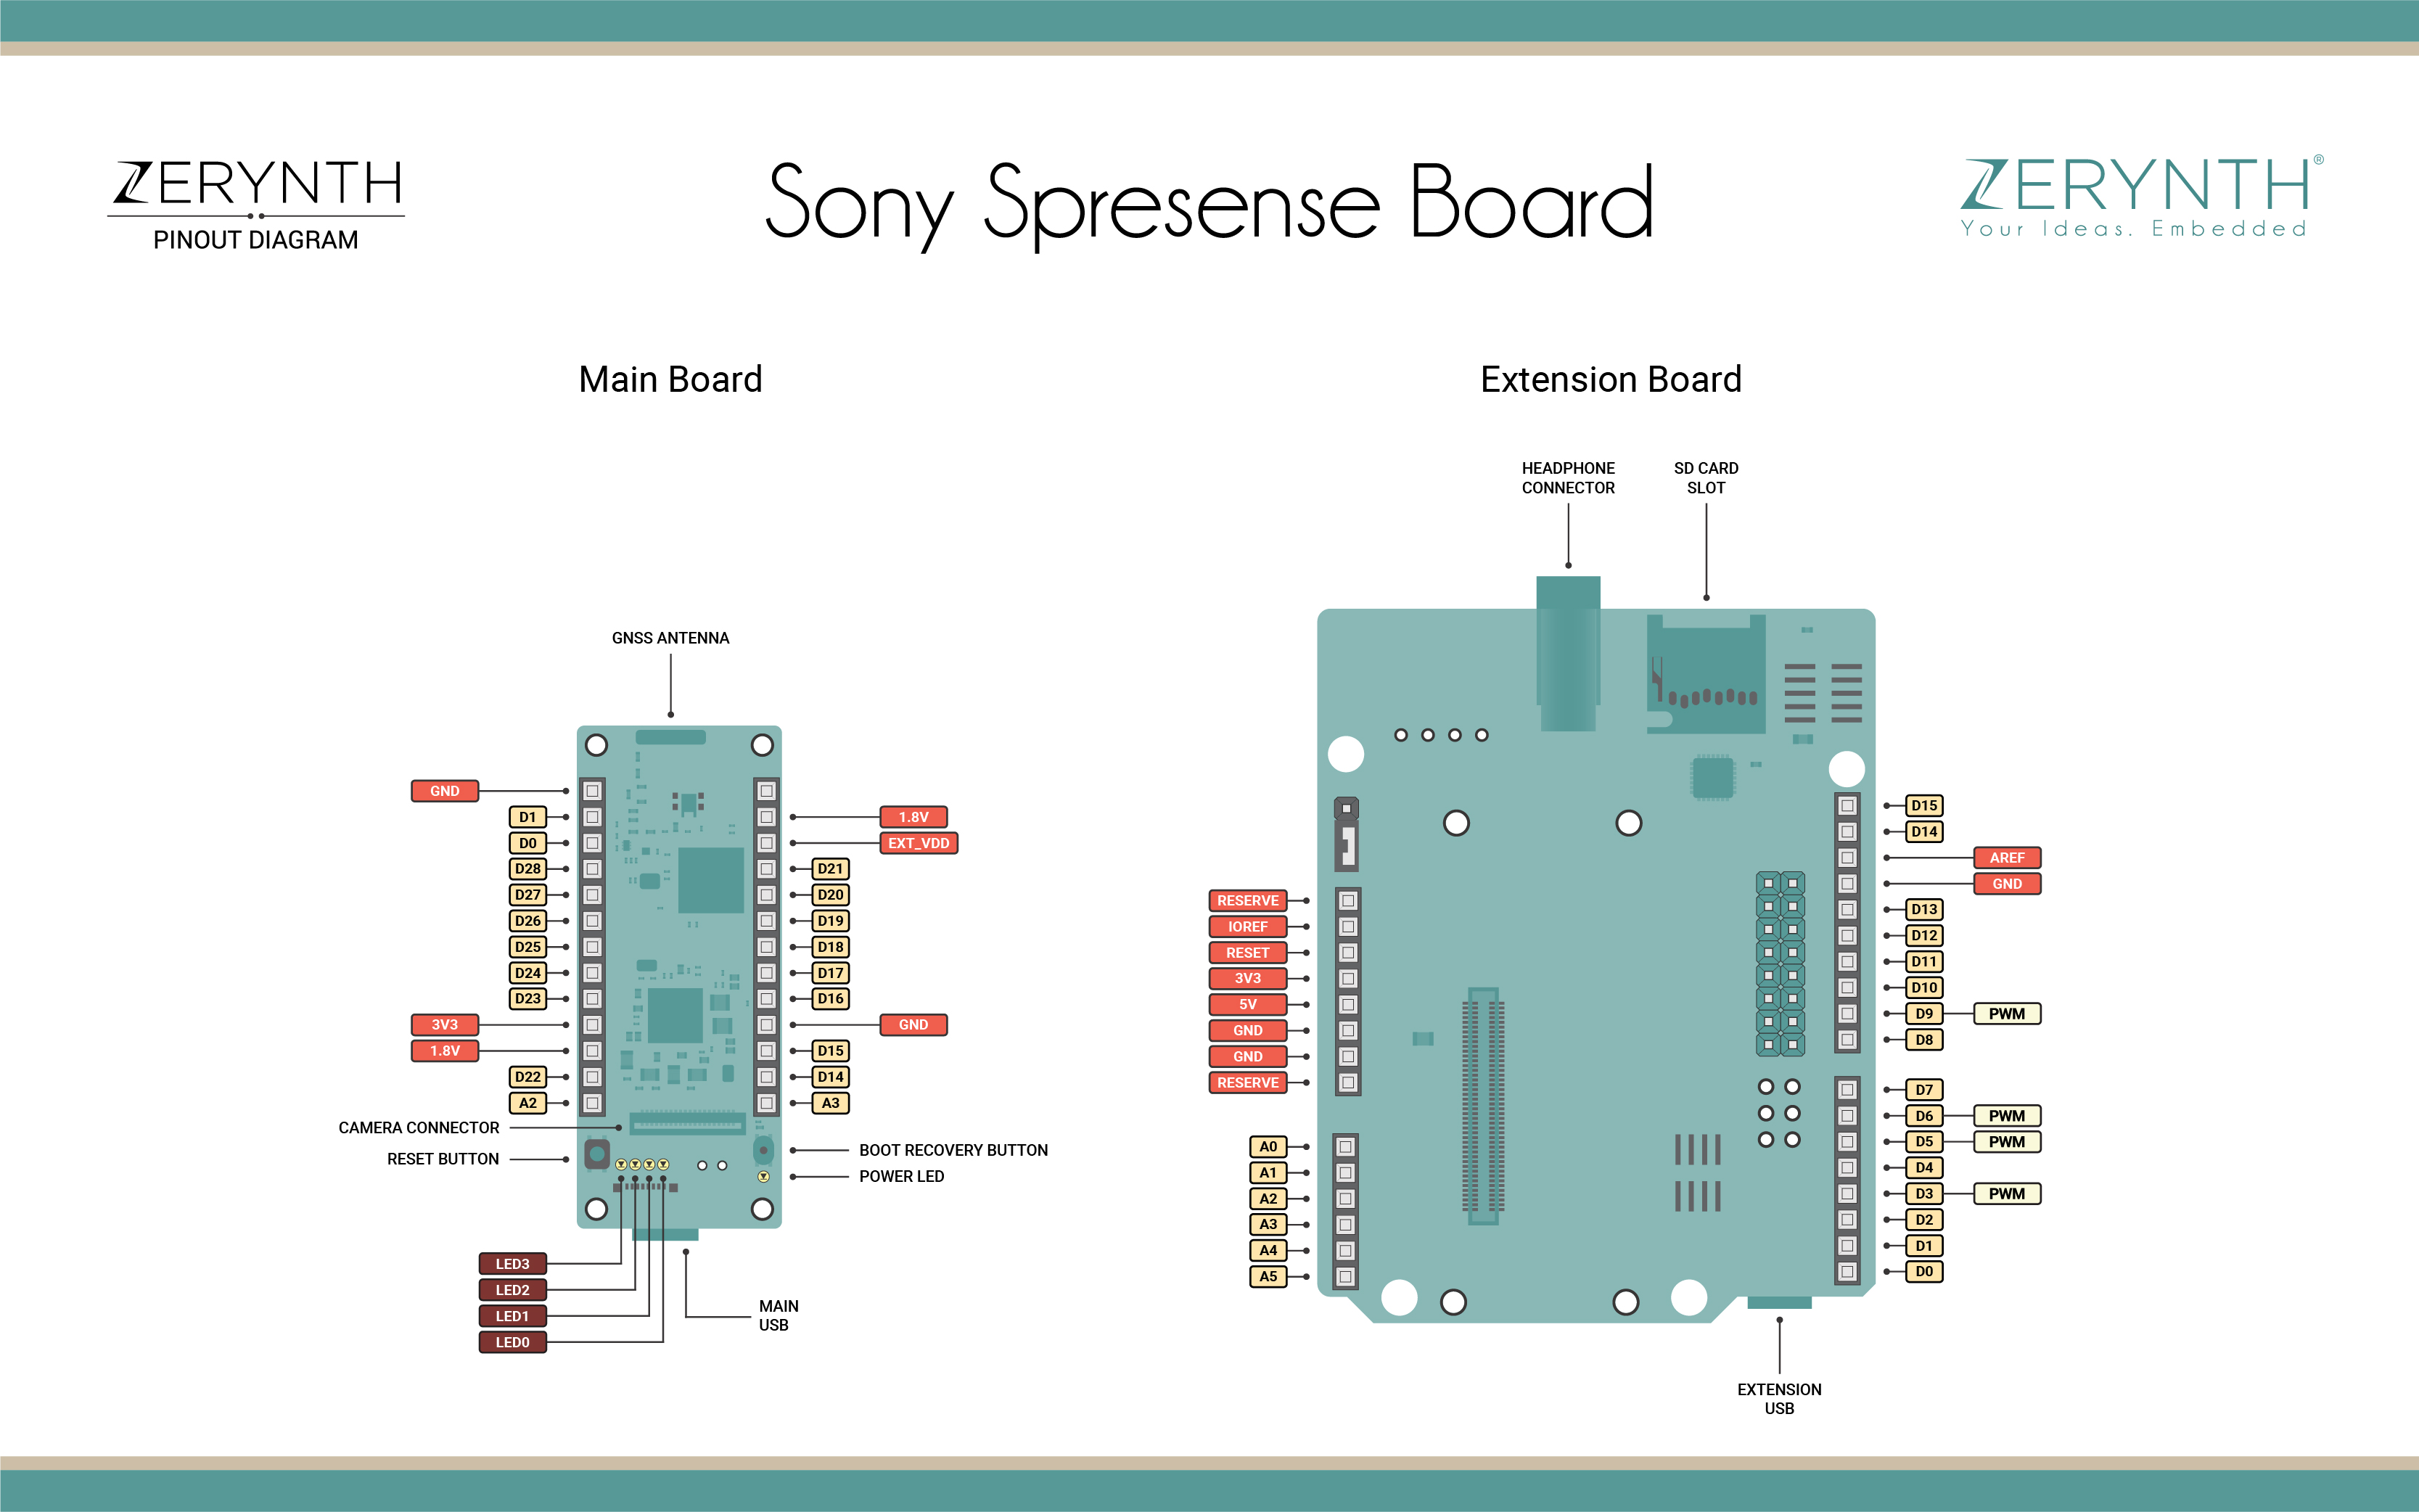 ZERYNTH
PINOUT DIAGRAM
Sony Spresense Board
ZERYNTH®
Your Ideas. Embedded
Main Board
Extension Board
GNSS ANTENNA
GND
D1
D0
D28
D27
D26
D25
D24
D23
3V3
1.8V
D22
A2
CAMERA CONNECTOR
RESET BUTTON
LED3
LED2
LED1
LED0
1.8V
EXT_VDD
D21
D20
D19
D18
D17
D16
GND
D15
D14
A3
BOOT RECOVERY BUTTON
POWER LED
MAIN
USB
HEADPHONE
CONNECTOR
SD CARD
SLOT
RESERVE
IOREF
RESET
3V3
5V
GND
GND
RESERVE
A0
A1
A2
A3
A4
A5
D15
D14
AREF
GND
D13
D12
D11
D10
D9 PWM
D8
D7
D6 PWM
D5 PWM
D4
D3 PWM
D2
D1
D0
EXTENSION
USB